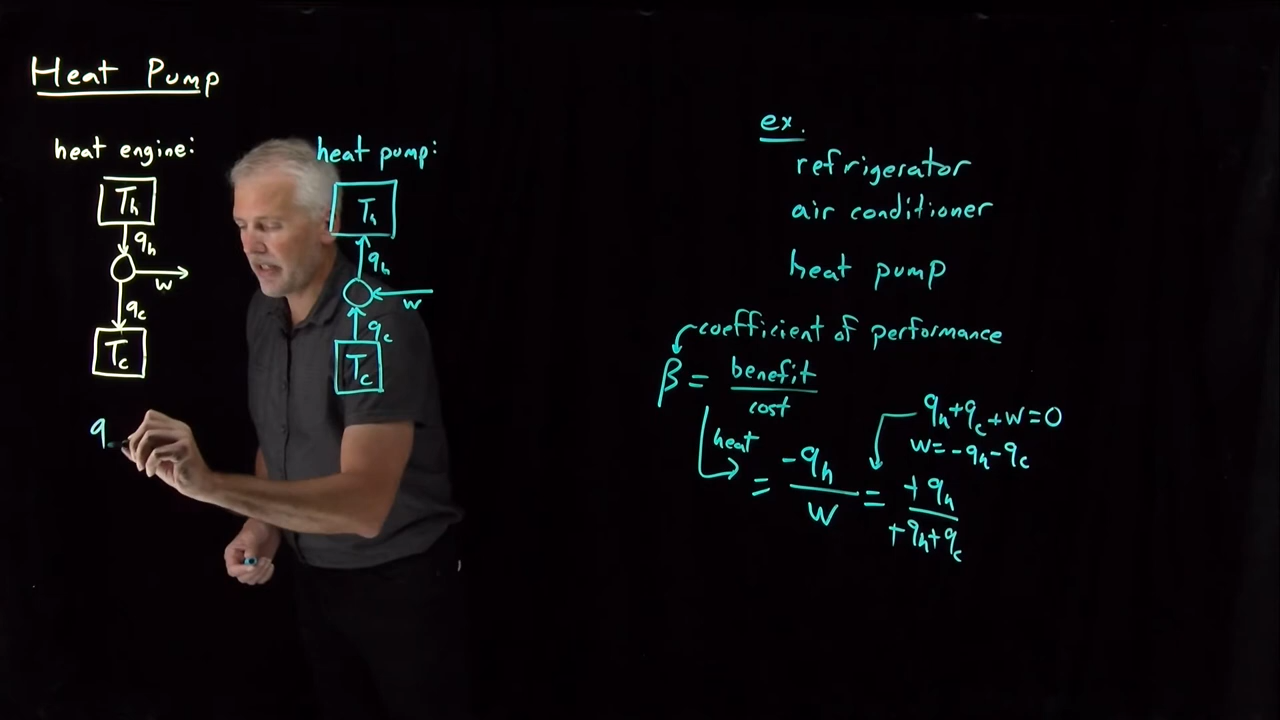 Heat Pump
heat engine:
Th
qh
w
qc
Tc
q
heat pump:
Th
qh
w
qc
Tc
ex.
refrigerator
air conditioner
heat pump
coefficient of performance
β = benefit / cost
heat
qh + qc + w = 0
w = -qh - qc
= -qh / w = +qh / +qh + qc